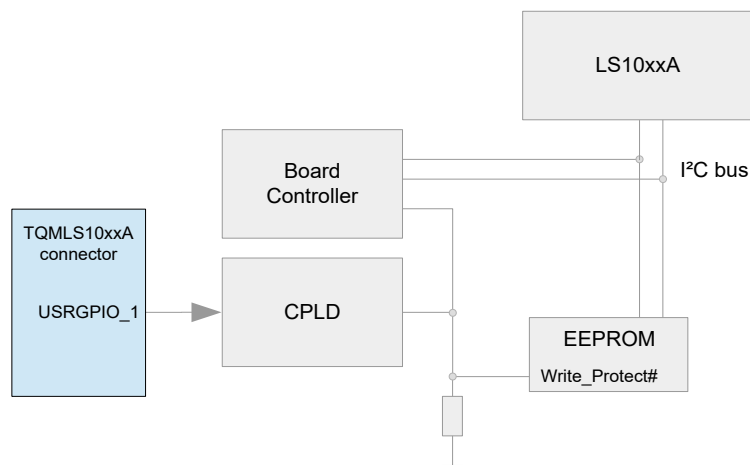 LS10xxA
Board
Controller
I²C bus
TQMLS10xxA
connector
USRGPIO_1
CPLD
EEPROM
Write_Protect#